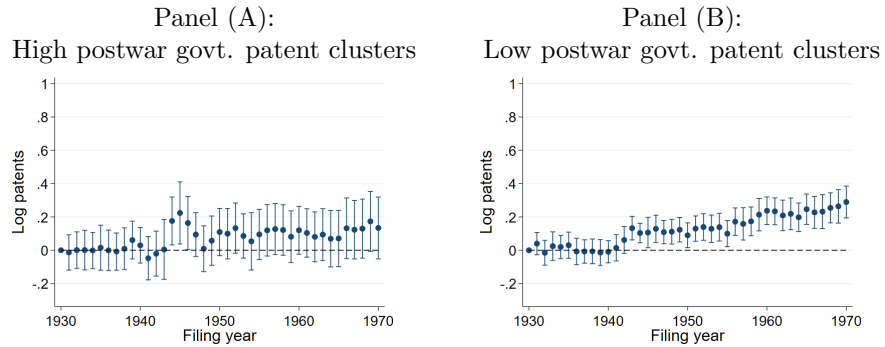 Panel (A):
High postwar govt. patent clusters
Log patents
1
.8
.6
.4
.2
0
-.2
1930 1940 1950 1960 1970
Filing year
Panel (B):
Low postwar govt. patent clusters
Log patents
1
.8
.6
.4
.2
0
-.2
1930 1940 1950 1960 1970
Filing year